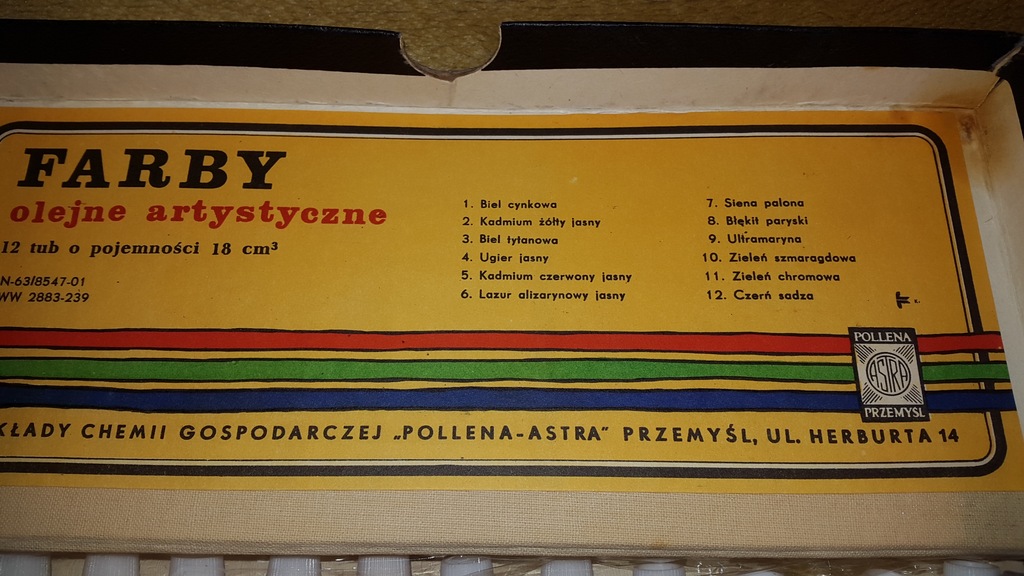 FARBY
olejne artystyczne
12 tub o pojemności 18 cm³
N-63/8547-01
WW 2883-239
1. Biel cynkowa
2. Kadmium żółty jasny
3. Biel tytanowa
4. Ugier jasny
5. Kadmium czerwony jasny
6. Lazur alizarynowy jasny
7. Siena palona
8. Błękit paryski
9. Ultramaryna
10. Zieleń szmaragdowa
11. Zieleń chromowa
12. Czerń sadza
POLLENA
ASTRA
PRZEMYŚL
KŁADY CHEMII GOSPODARCZEJ „POLLENA-ASTRA" PRZEMYŚL, UL. HERBURTA 14